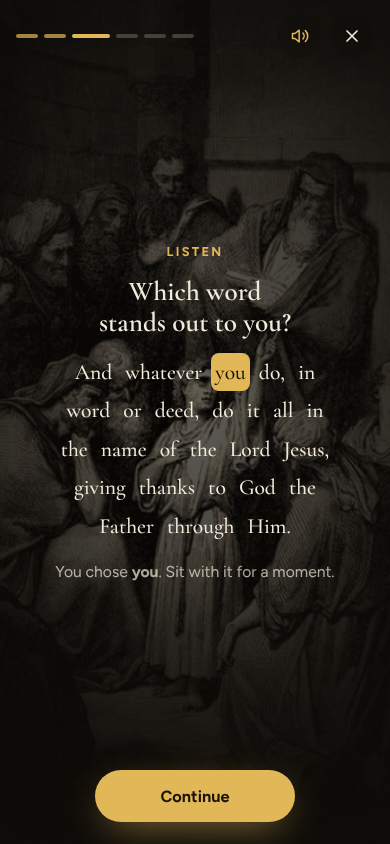 LISTEN
Which word
stands out to you?
And whatever you do, in
word or deed, do it all in
the name of the Lord Jesus,
giving thanks to God the
Father through Him.
You chose you. Sit with it for a moment.
Continue